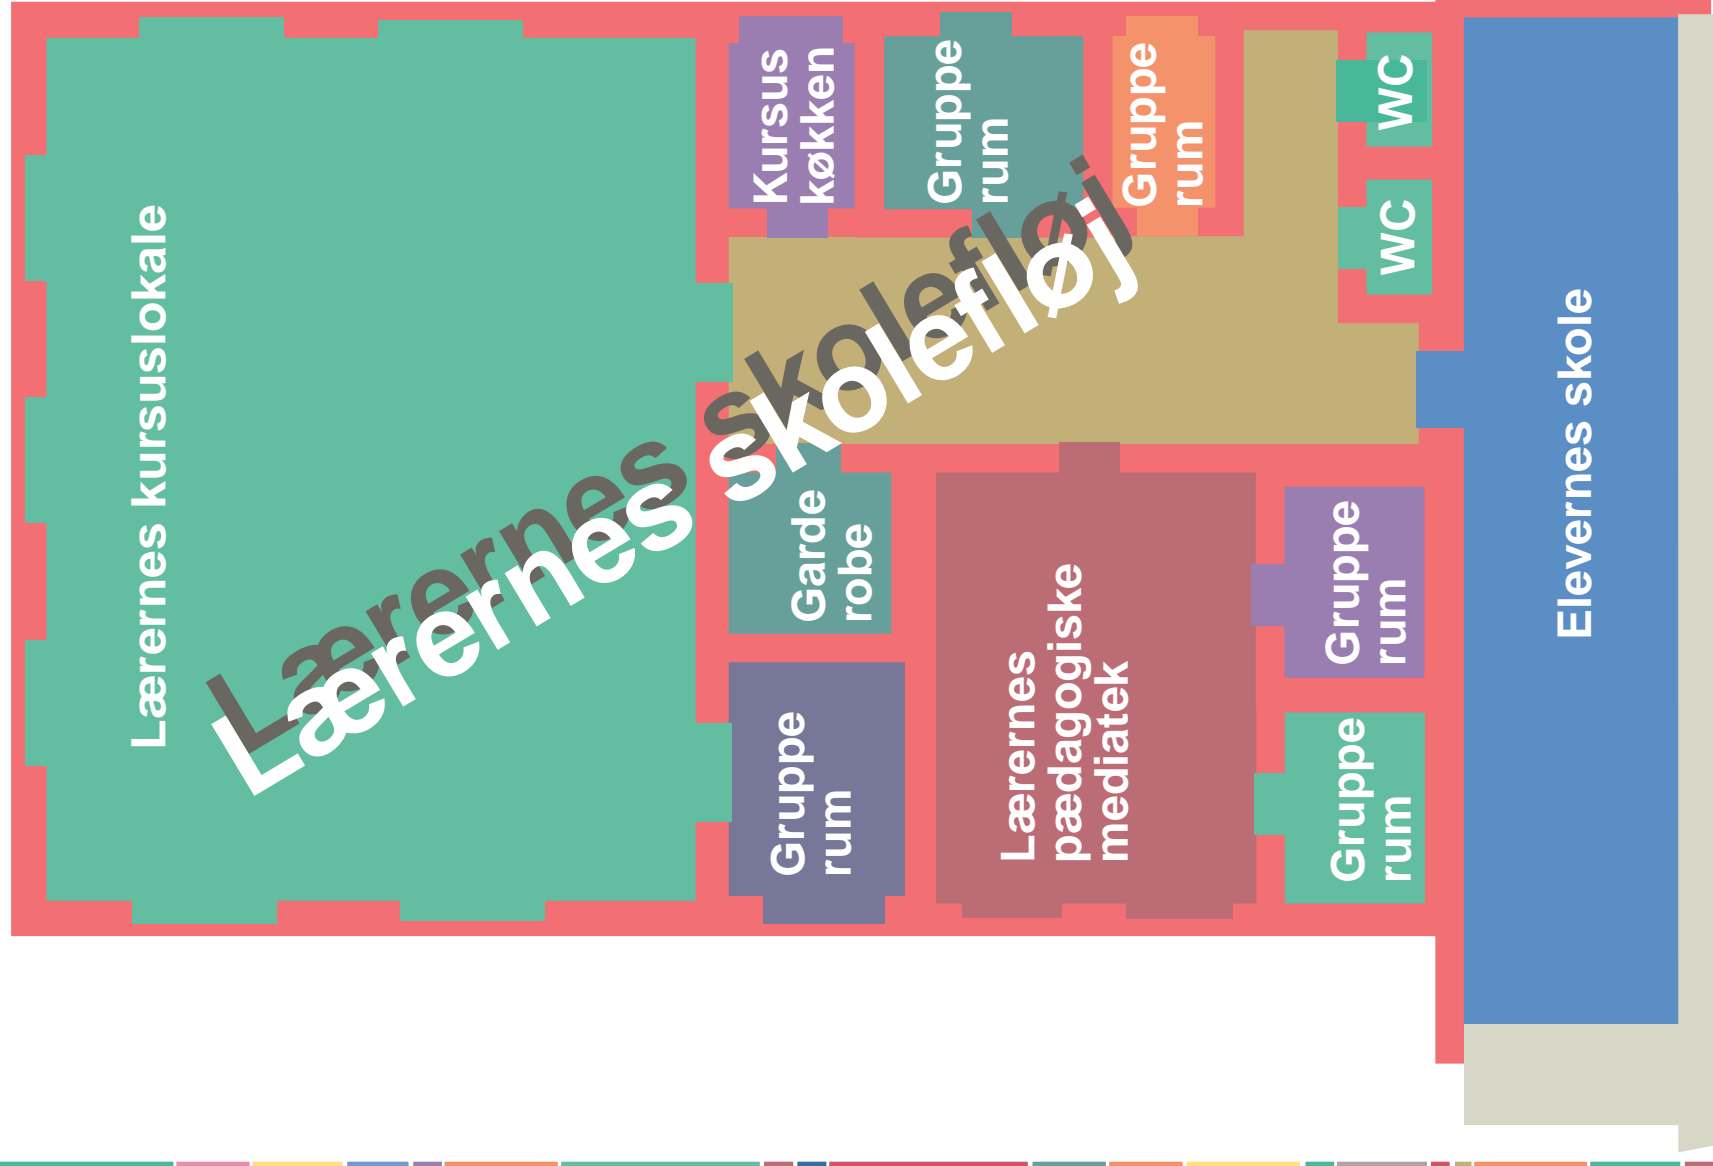 Lærernes kursuslokale
Kursus
køkken
Gruppe
rum
Gruppe
rum
WC
WC
Lærernes skolefløj
Elevernes skole
Garde
robe
Gruppe
rum
Lærernes
pædagogiske
mediatek
Gruppe
rum
Gruppe
rum